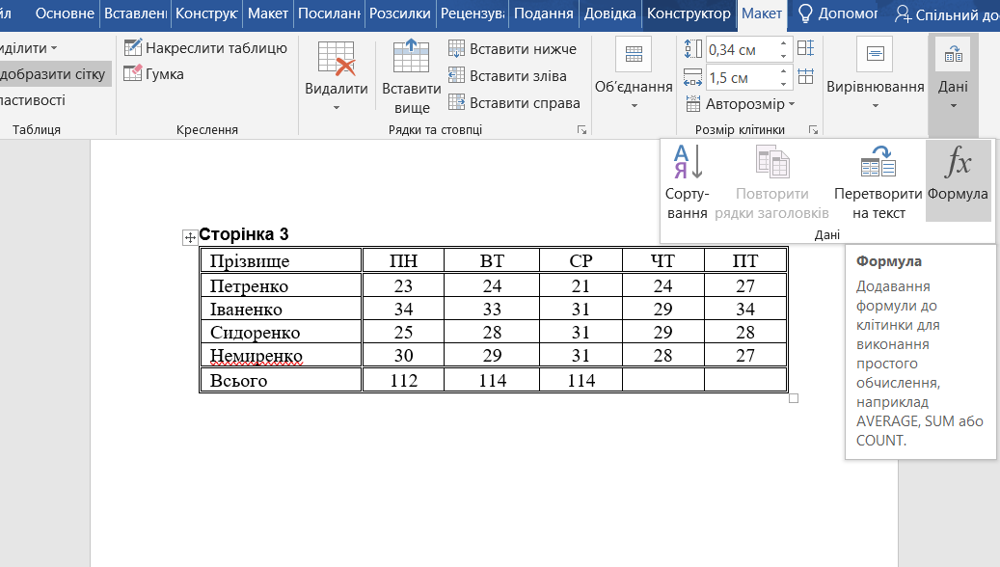 йл Основне Вставленн Конструк Макет Посиланн Розсилки Рецензува Подання Довідка Конструктор Макет Допомог Спільний до
иділити
добразити сітку
ластивості
Таблиця
Накреслити таблицю
Гумка
Креслення
Видалити
Вставити
вище
Вставити нижче
Вставити зліва
Вставити справа
Рядки та стовпці
Об’єднання
0,34 см
1,5 см
Авторозмір
Розмір клітинки
Вирівнювання
Дані
А
Я
Сорту-
вання
Повторити
рядки заголовків
Перетворити
на текст
fx
Формула
Дані
Формула
Додавання
формули до
клітинки для
виконання
простого
обчислення,
наприклад
AVERAGE, SUM або
COUNT.
Сторінка 3
Прізвище ПН ВТ СР ЧТ ПТ
Петренко 23 24 21 24 27
Іваненко 34 33 31 29 34
Сидоренко 25 28 31 29 28
Немиренко 30 29 31 28 27
Всього 112 114 114